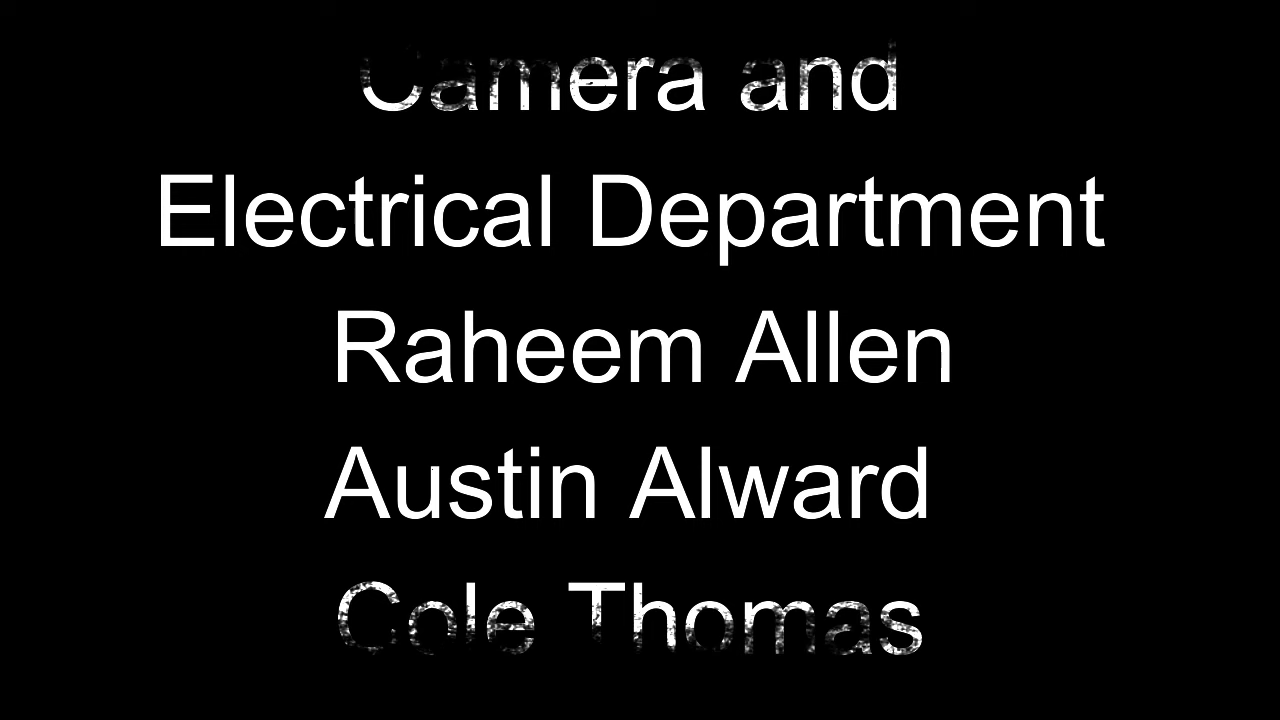 Camera and
Electrical Department
Raheem Allen
Austin Alward
Cole Thomas